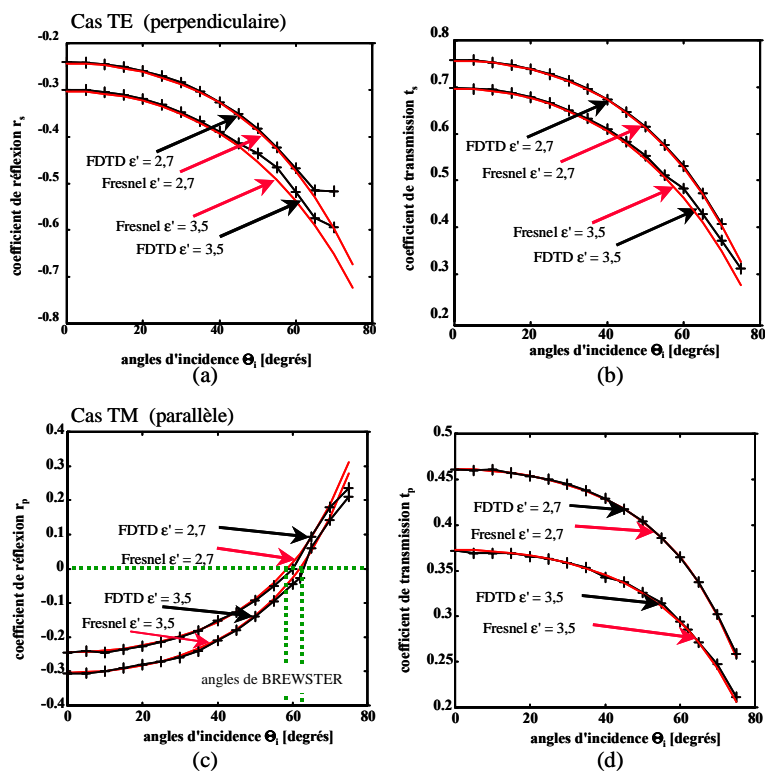 Cas TE (perpendiculaire)
coefficient de réflexion rs
-0.2
-0.3
-0.4
-0.5
-0.6
-0.7
-0.8
FDTD ε' = 2,7
Fresnel ε' = 2,7
Fresnel ε' = 3,5
FDTD ε' = 3,5
0
20
40
60
80
angles d'incidence Θi [degrés]
(a)
coefficient de transmission ts
0.8
0.7
0.6
0.5
0.4
0.3
0.2
FDTD ε' = 2,7
Fresnel ε' = 2,7
Fresnel ε' = 3,5
FDTD ε' = 3,5
0
20
40
60
80
angles d'incidence Θi [degrés]
(b)
Cas TM (parallèle)
coefficient de réflexion rp
0.4
0.3
0.2
0.1
0
-0.1
-0.2
-0.3
-0.4
FDTD ε' = 2,7
Fresnel ε' = 2,7
FDTD ε' = 3,5
Fresnel ε' = 3,5
angles de BREWSTER
0
20
40
60
80
angles d'incidence Θi [degrés]
(c)
coefficient de transmission tp
0.5
0.45
0.4
0.35
0.3
0.25
0.2
FDTD ε' = 2,7
Fresnel ε' = 2,7
FDTD ε' = 3,5
Fresnel ε' = 3,5
0
20
40
60
80
angles d'incidence Θi [degrés]
(d)